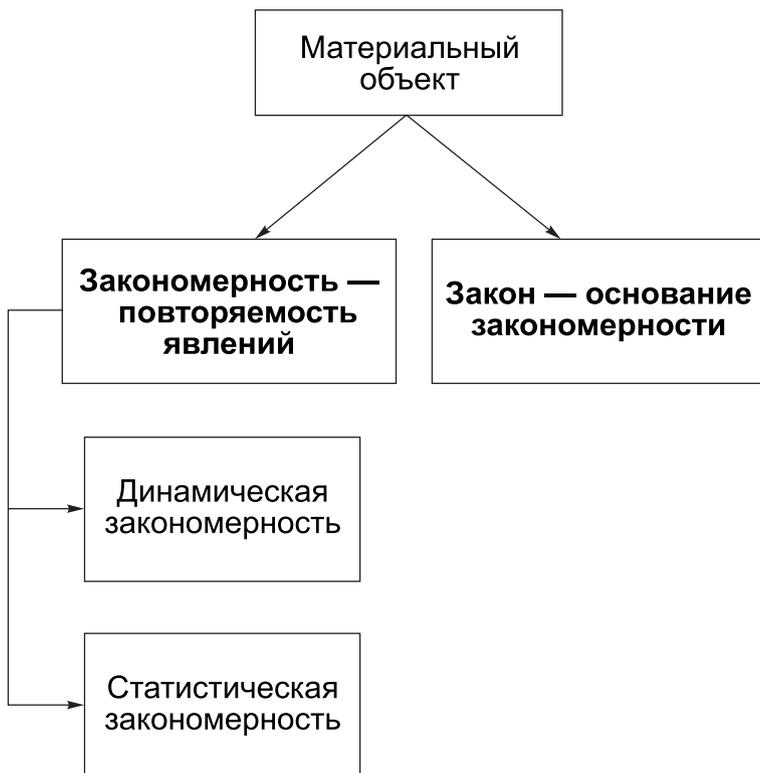 Материальный
объект
Закономерность —
повторяемость
явлений
Закон — основание
закономерности
Динамическая
закономерность
Статистическая
закономерность